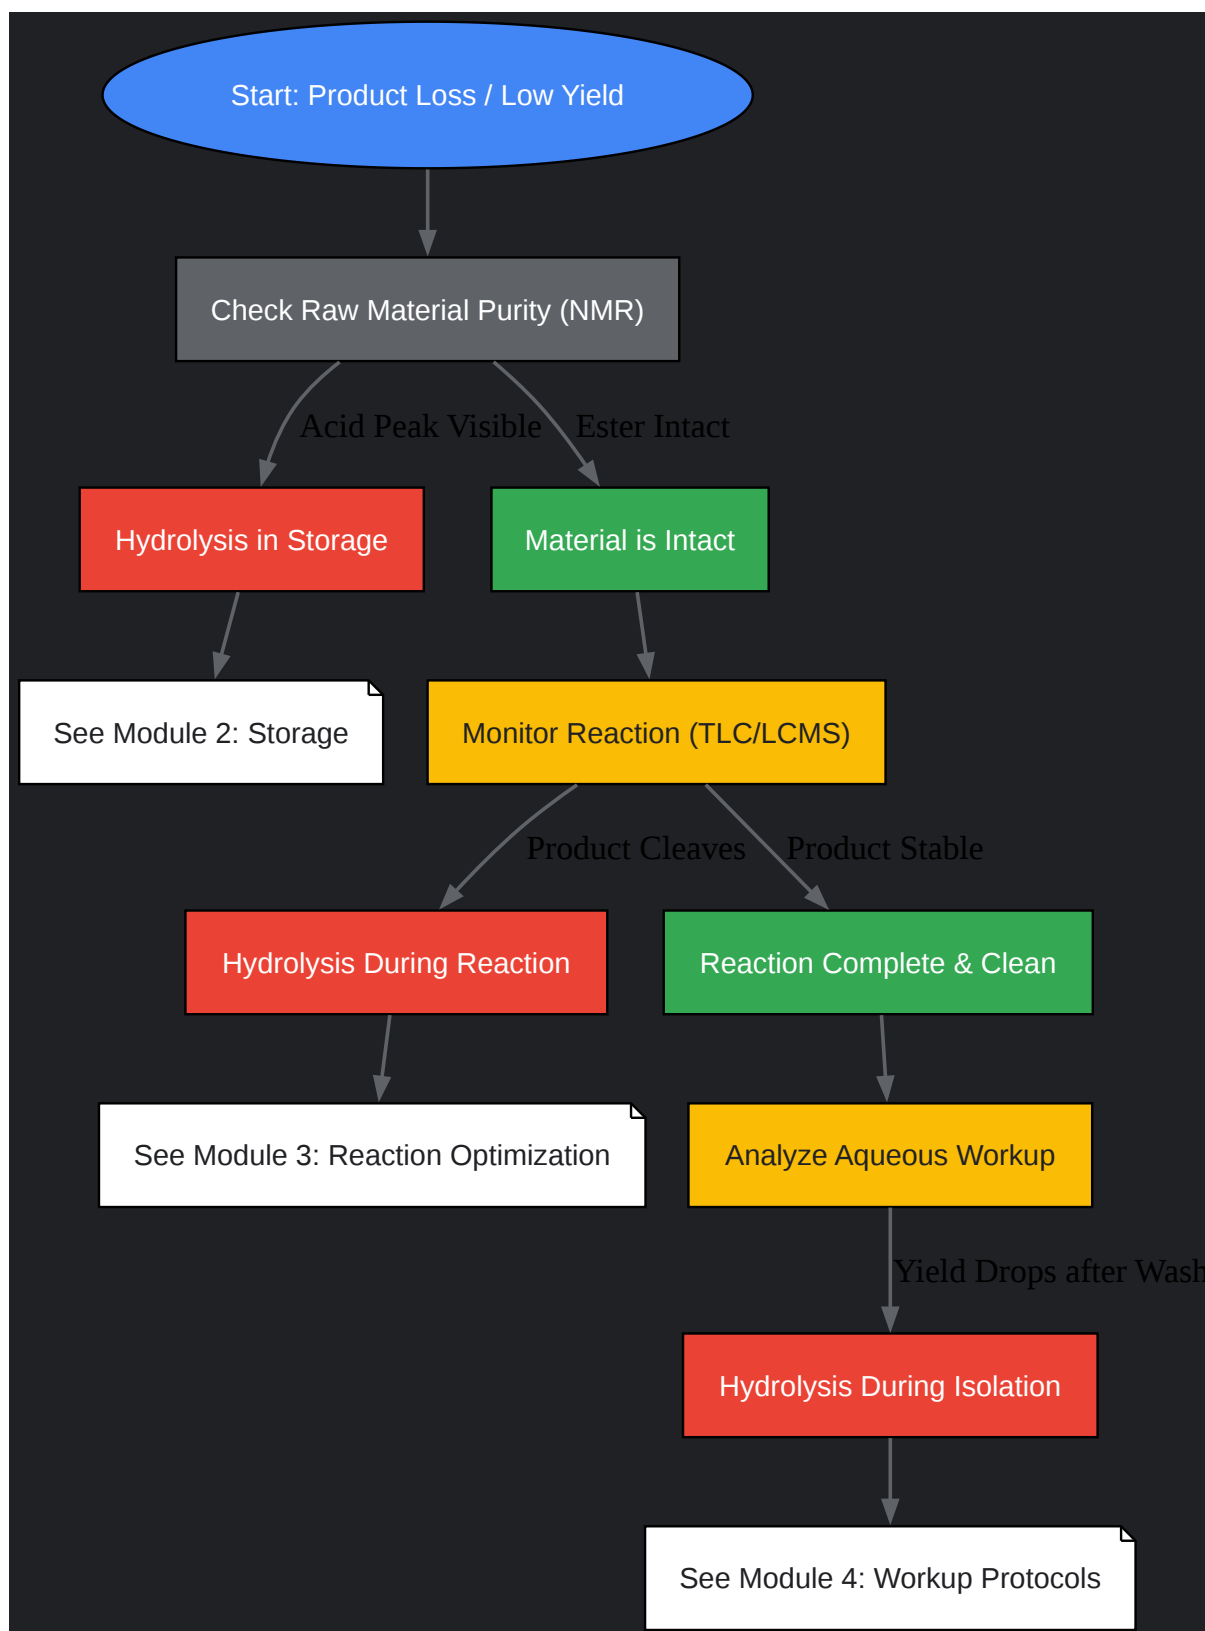 Start: Product Loss / Low Yield
Check Raw Material Purity (NMR)
Acid Peak Visible
Ester Intact
Hydrolysis in Storage
Material is Intact
See Module 2: Storage
Monitor Reaction (TLC/LCMS)
Product Cleaves
Product Stable
Hydrolysis During Reaction
Reaction Complete & Clean
See Module 3: Reaction Optimization
Analyze Aqueous Workup
Yield Drops after Wash
Hydrolysis During Isolation
See Module 4: Workup Protocols